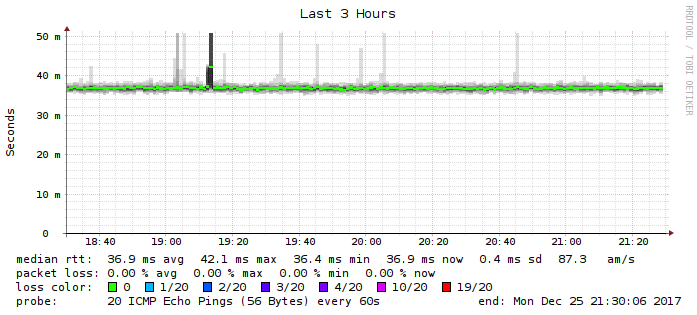 Last 3 Hours
RRDTOOL / TOBI OETIKER
Seconds
50 m
40 m
30 m
20 m
10 m
0
18:40 19:00 19:20 19:40 20:00 20:20 20:40 21:00 21:20
median rtt: 36.9 ms avg 42.1 ms max 36.4 ms min 36.9 ms now 0.4 ms sd 87.3 am/s
packet loss: 0.00 % avg 0.00 % max 0.00 % min 0.00 % now
loss color: 0 1/20 2/20 3/20 4/20 10/20 19/20
probe: 20 ICMP Echo Pings (56 Bytes) every 60s end: Mon Dec 25 21:30:06 2017